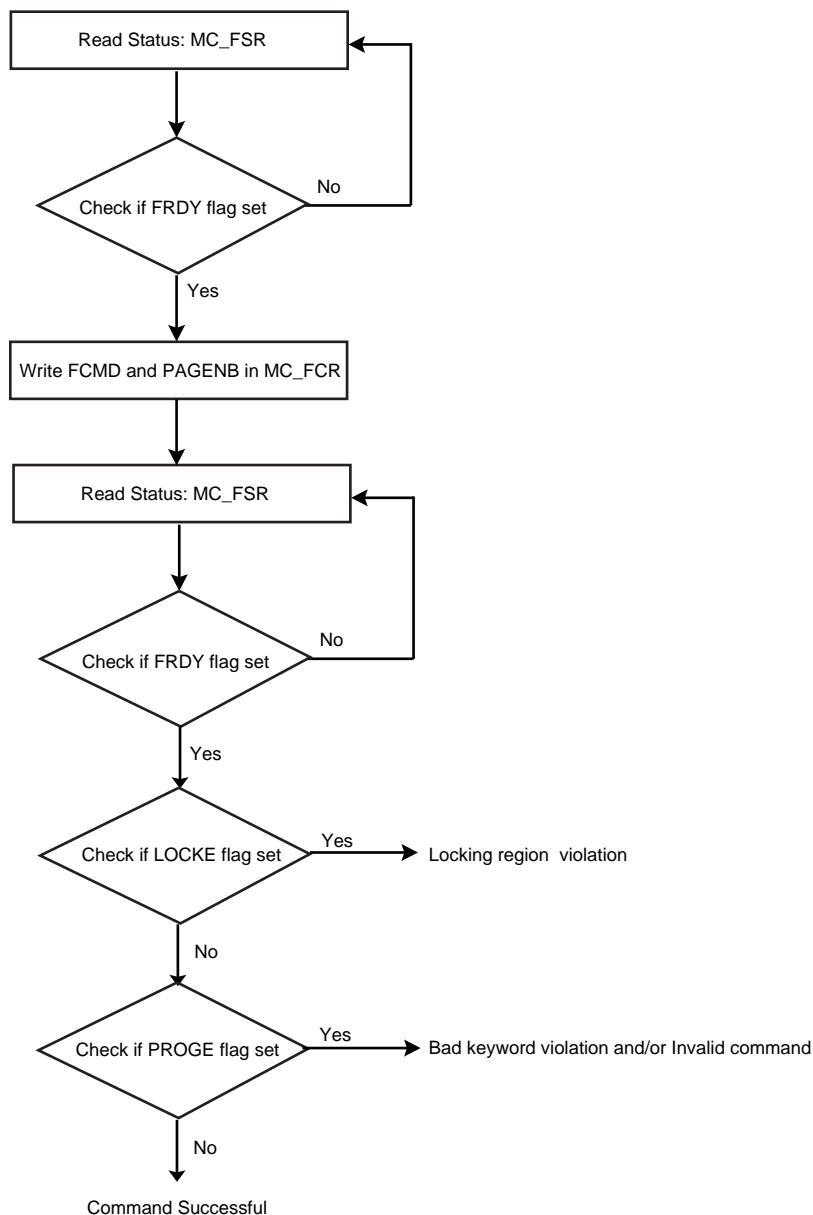 Read Status: MC_FSR
Check if FRDY flag set
No
Yes
Write FCMD and PAGENB in MC_FCR
Read Status: MC_FSR
Check if FRDY flag set
No
Yes
Check if LOCKE flag set
Yes
Locking region violation
No
Check if PROGE flag set
Yes
Bad keyword violation and/or Invalid command
No
Command Successful